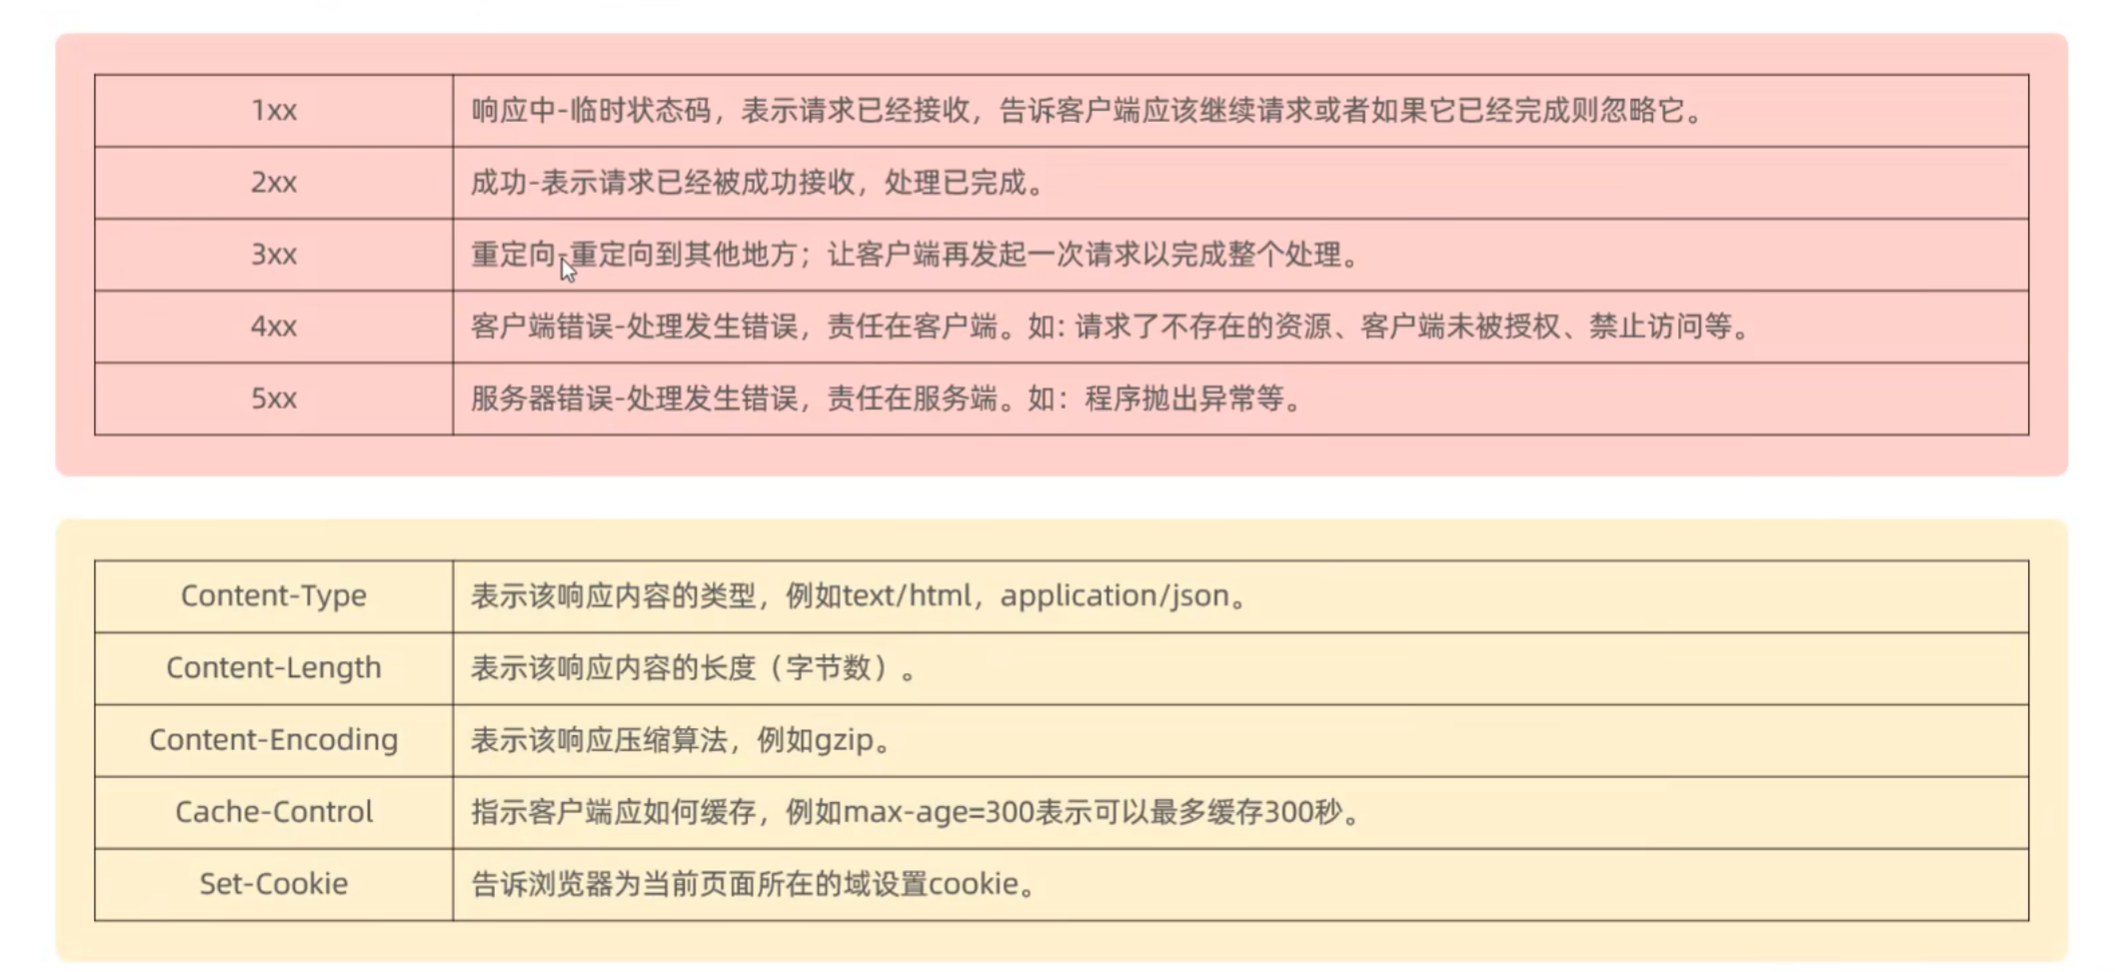 1xx 响应中-临时状态码，表示请求已经接收，告诉客户端应该继续请求或者如果它已经完成则忽略它。
2xx 成功-表示请求已经被成功接收，处理已完成。
3xx 重定向-重定向到其他地方；让客户端再发起一次请求以完成整个处理。
4xx 客户端错误-处理发生错误，责任在客户端。如: 请求了不存在的资源、客户端未被授权、禁止访问等。
5xx 服务器错误-处理发生错误，责任在服务端。如：程序抛出异常等。
Content-Type 表示该响应内容的类型，例如text/html，application/json。
Content-Length 表示该响应内容的长度（字节数）。
Content-Encoding 表示该响应压缩算法，例如gzip。
Cache-Control 指示客户端应如何缓存，例如max-age=300表示可以最多缓存300秒。
Set-Cookie 告诉浏览器为当前页面所在的域设置cookie。